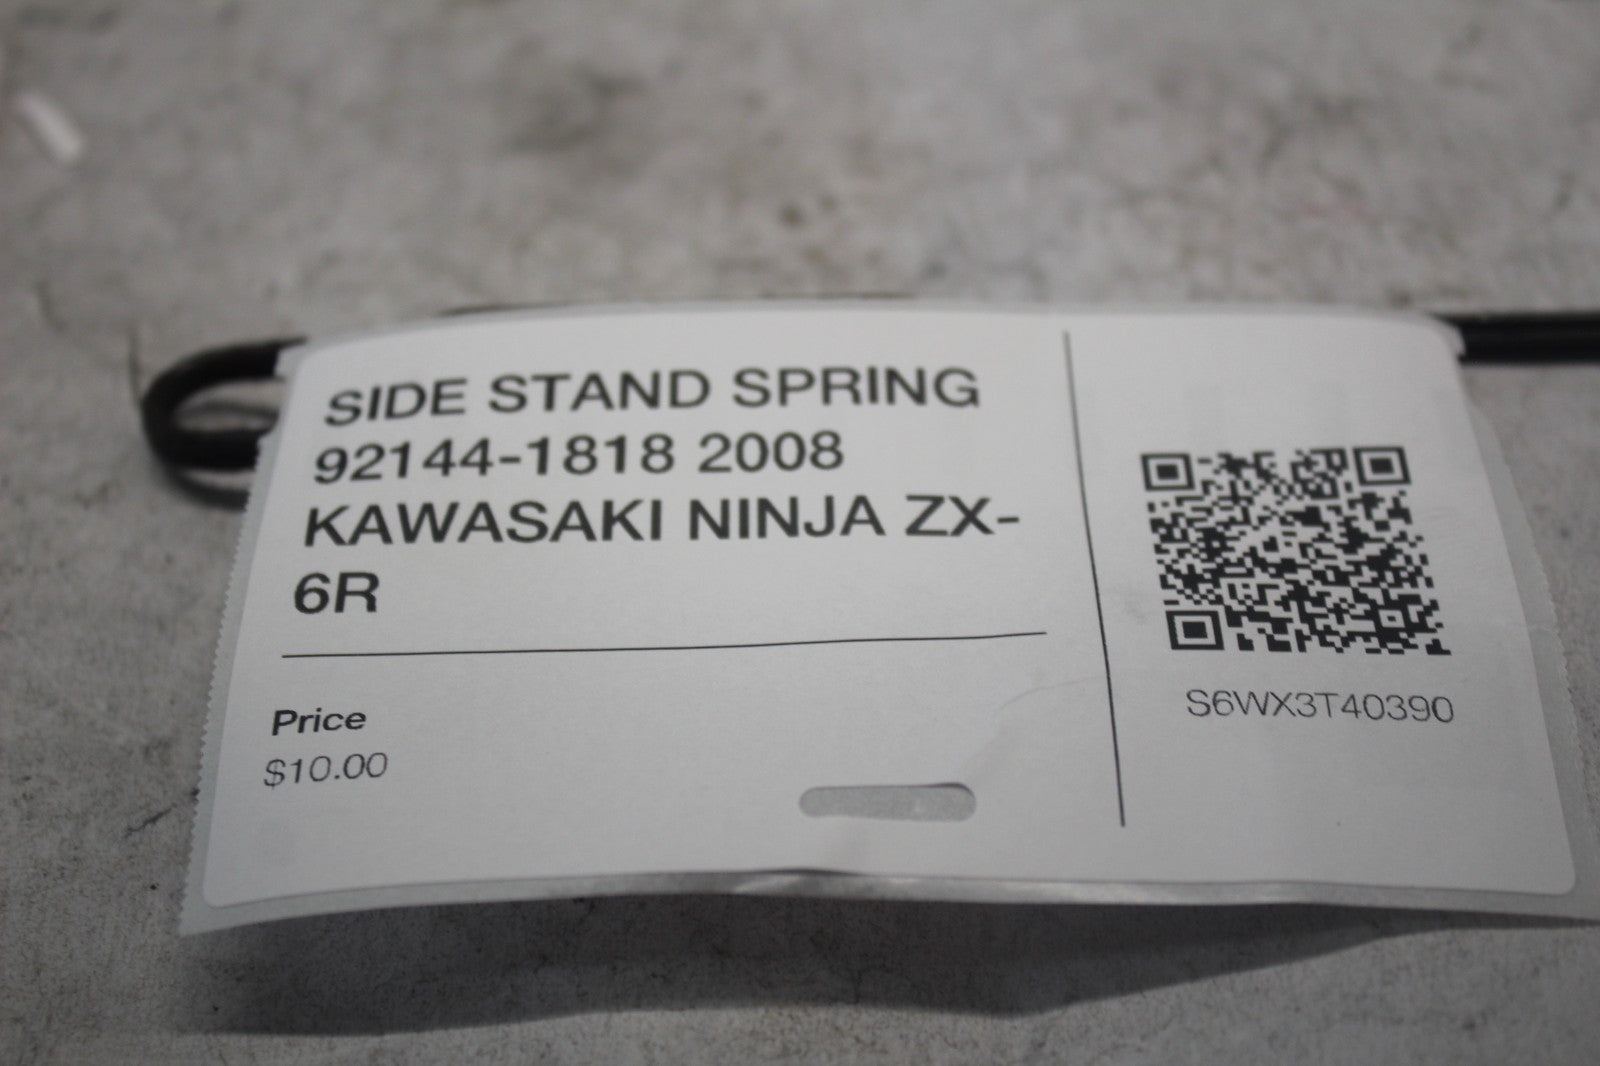 SIDE STAND SPRING
92144-1818 2008
KAWASAKI NINJA ZX-
6R
Price
$10.00
S6WX3T40390